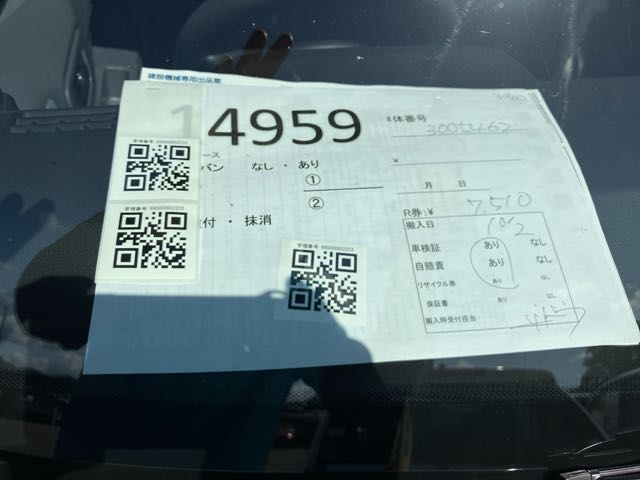 建設機械専用出品票
14959
車体番号
ース
バン なし・あり
①
②
付・抹消
¥
月 日
R券:¥ 7,510
搬入日 10/2
車検証 あり なし
自賠責 あり なし
リサイクル券 あり なし
保証書 あり なし
搬入時受付担当